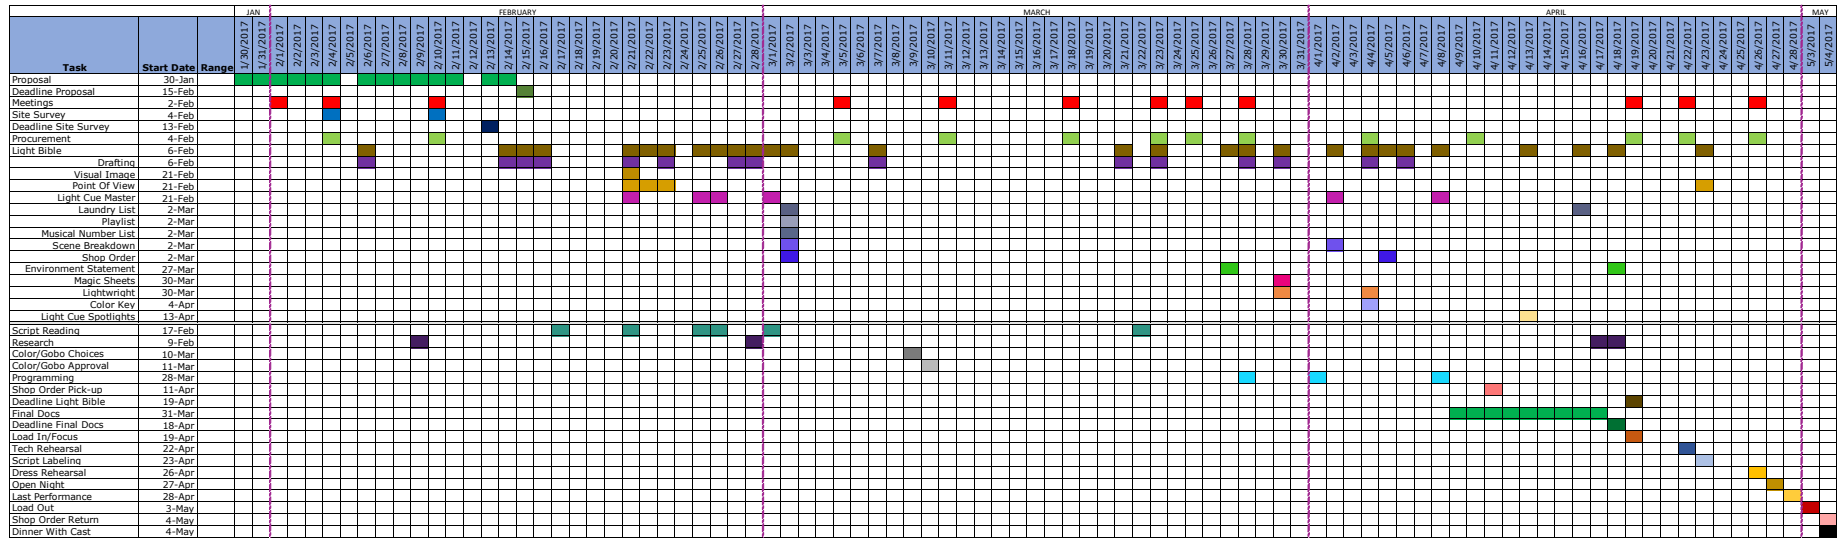 JAN
FEBRUARY
MARCH
APRIL
MAY
Task
Start Date
Range
1/30/2017
1/31/2017
2/1/2017
2/2/2017
2/3/2017
2/4/2017
2/5/2017
2/6/2017
2/7/2017
2/8/2017
2/9/2017
2/10/2017
2/11/2017
2/12/2017
2/13/2017
2/14/2017
2/15/2017
2/16/2017
2/17/2017
2/18/2017
2/19/2017
2/20/2017
2/21/2017
2/22/2017
2/23/2017
2/24/2017
2/25/2017
2/26/2017
2/27/2017
2/28/2017
3/1/2017
3/2/2017
3/3/2017
3/4/2017
3/5/2017
3/6/2017
3/7/2017
3/8/2017
3/9/2017
3/10/2017
3/11/2017
3/12/2017
3/13/2017
3/14/2017
3/15/2017
3/16/2017
3/17/2017
3/18/2017
3/19/2017
3/20/2017
3/21/2017
3/22/2017
3/23/2017
3/24/2017
3/25/2017
3/26/2017
3/27/2017
3/28/2017
3/29/2017
3/30/2017
3/31/2017
4/1/2017
4/2/2017
4/3/2017
4/4/2017
4/5/2017
4/6/2017
4/7/2017
4/8/2017
4/9/2017
4/10/2017
4/11/2017
4/12/2017
4/13/2017
4/14/2017
4/15/2017
4/16/2017
4/17/2017
4/18/2017
4/19/2017
4/20/2017
4/21/2017
4/22/2017
4/23/2017
4/24/2017
4/25/2017
4/26/2017
4/27/2017
4/28/2017
5/3/2017
5/4/2017
Proposal 30-Jan
Deadline Proposal 15-Feb
Meetings 2-Feb
Site Survey 4-Feb
Deadline Site Survey 13-Feb
Procurement 4-Feb
Light Bible 6-Feb
Drafting 6-Feb
Visual Image 21-Feb
Point Of View 21-Feb
Light Cue Master 21-Feb
Laundry List 2-Mar
Playlist 2-Mar
Musical Number List 2-Mar
Scene Breakdown 2-Mar
Shop Order 2-Mar
Environment Statement 27-Mar
Magic Sheets 30-Mar
Lightwright 30-Mar
Color Key 4-Apr
Light Cue Spotlights 13-Apr
Script Reading 17-Feb
Research 9-Feb
Color/Gobo Choices 10-Mar
Color/Gobo Approval 11-Mar
Programming 28-Mar
Shop Order Pick-up 11-Apr
Deadline Light Bible 19-Apr
Final Docs 31-Mar
Deadline Final Docs 18-Apr
Load In/Focus 19-Apr
Tech Rehearsal 22-Apr
Script Labeling 23-Apr
Dress Rehearsal 26-Apr
Open Night 27-Apr
Last Performance 28-Apr
Load Out 3-May
Shop Order Return 4-May
Dinner With Cast 4-May